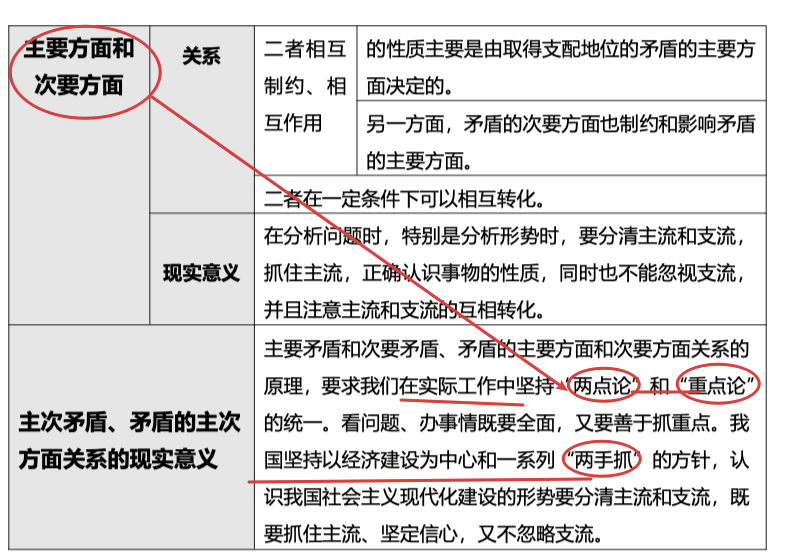 主要方面和
次要方面
关系
二者相互
制约、相
互作用
的性质主要是由取得支配地位的矛盾的主要方
面决定的。
另一方面，矛盾的次要方面也制约和影响矛盾
的主要方面。
二者在一定条件下可以相互转化。
现实意义
在分析问题时，特别是分析形势时，要分清主流和支流，
抓住主流，正确认识事物的性质，同时也不能忽视支流，
并且注意主流和支流的互相转化。
主次矛盾、矛盾的主次
方面关系的现实意义
主要矛盾和次要矛盾、矛盾的主要方面和次要方面关系的
原理，要求我们在实际工作中坚持“两点论”和“重点论”
的统一。看问题、办事情既要全面，又要善于抓重点。我
国坚持以经济建设为中心和一系列“两手抓”的方针，认
识我国社会主义现代化建设的形势要分清主流和支流，既
要抓住主流、坚定信心，又不忽略支流。